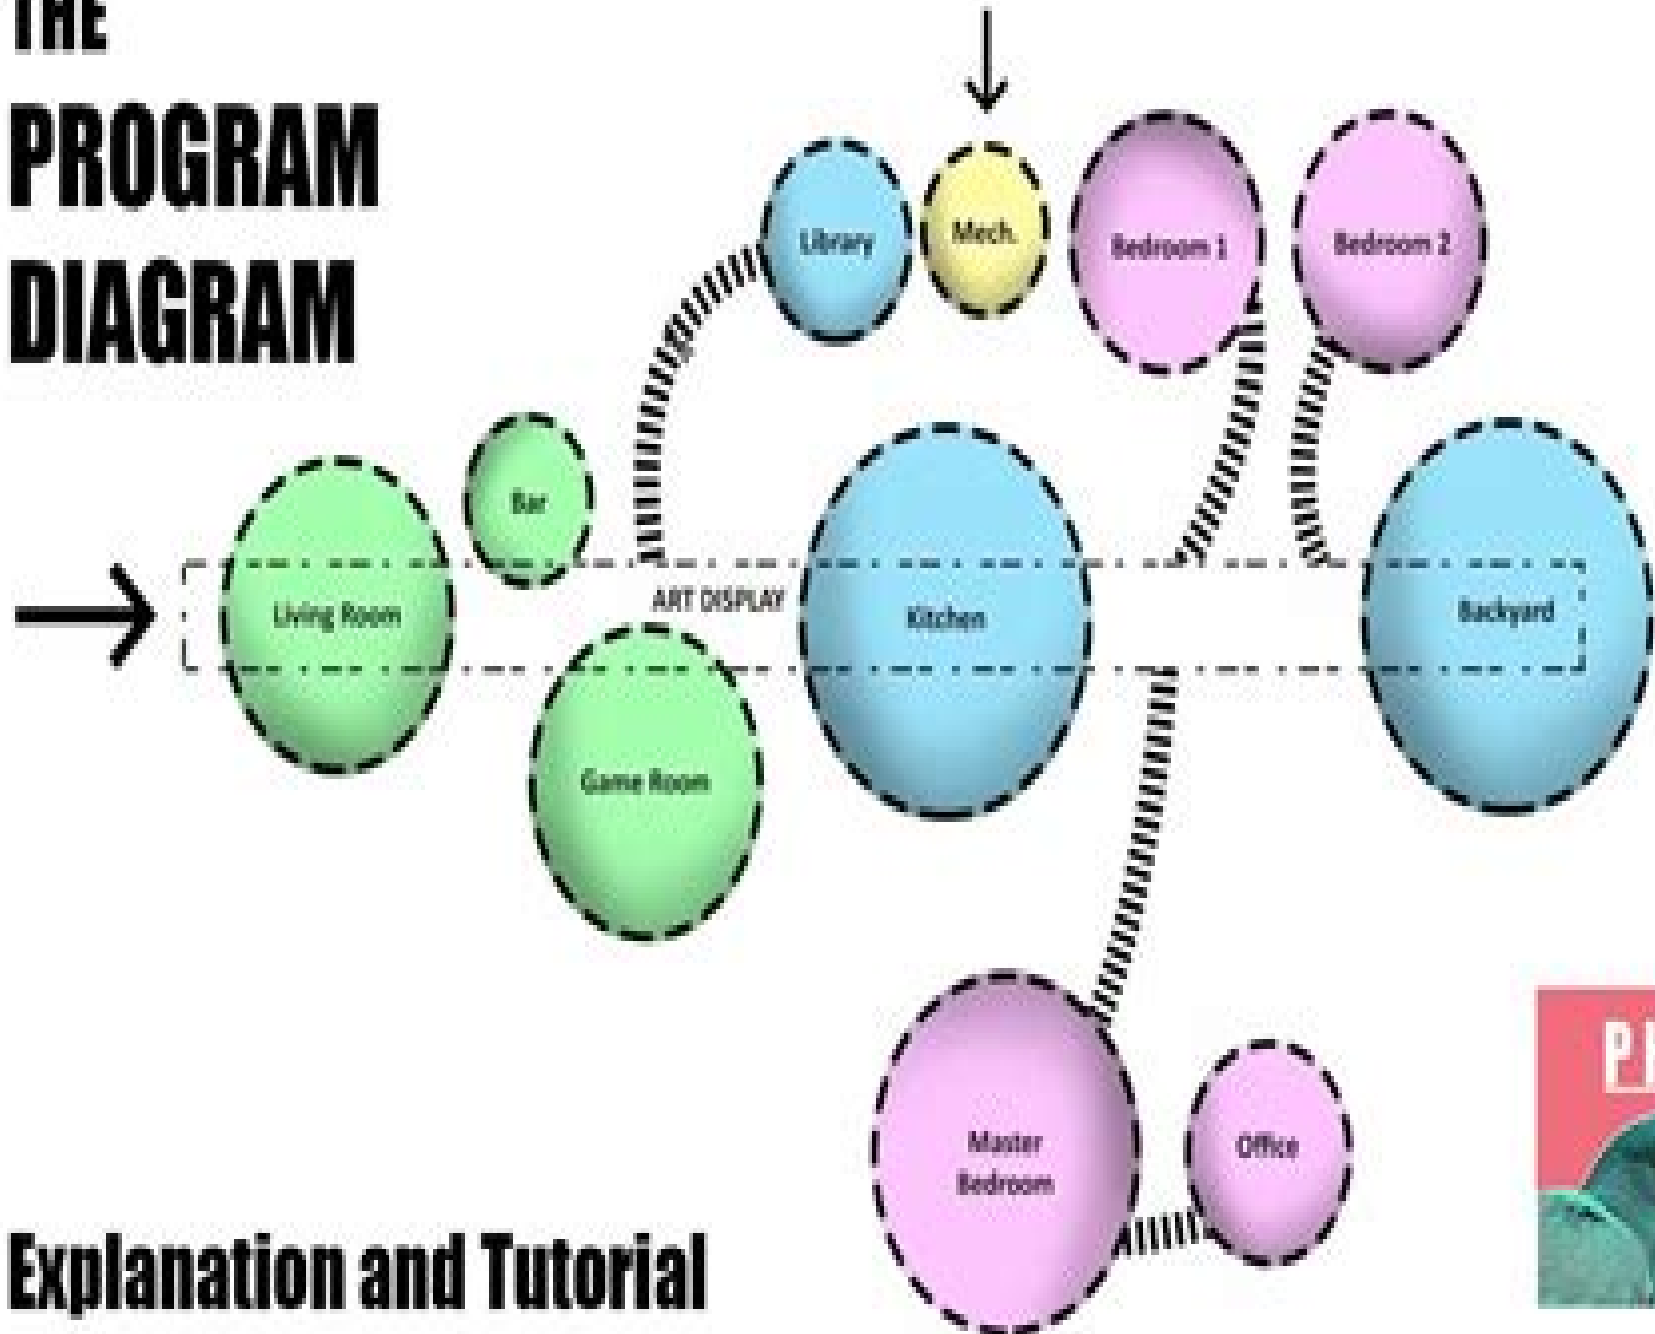 THE
PROGRAM
DIAGRAM
Library
Mech.
Bedroom 1
Bedroom 2
Bar
Living Room
ART DISPLAY
Kitchen
Backyard
Game Room
Master
Bedroom
Office
Explanation and Tutorial